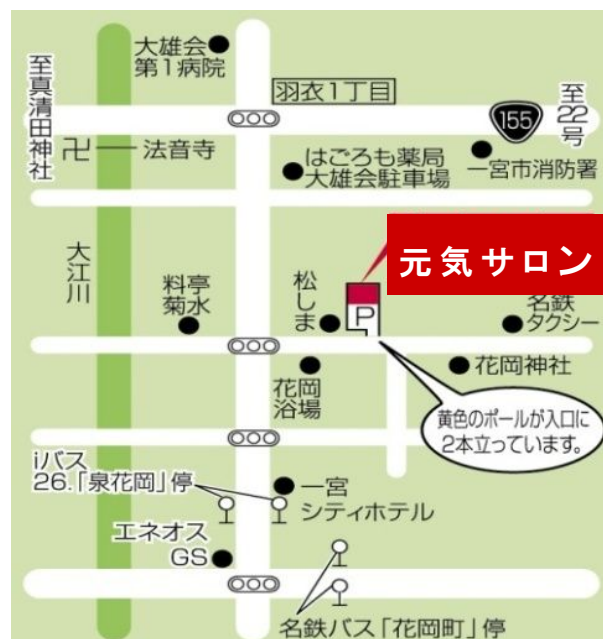 大雄会
第1病院
至真清田神社
羽衣1丁目
155
至22号
卍
法音寺
はごろも薬局
大雄会駐車場
一宮市消防署
元気サロン
大江川
料亭
菊水
松しま
P
名鉄
タクシー
花岡
浴場
花岡神社
黄色のポールが入口に
2本立っています。
iバス
26.「泉花岡」停
一宮
シティホテル
エネオス
GS
名鉄バス「花岡町」停